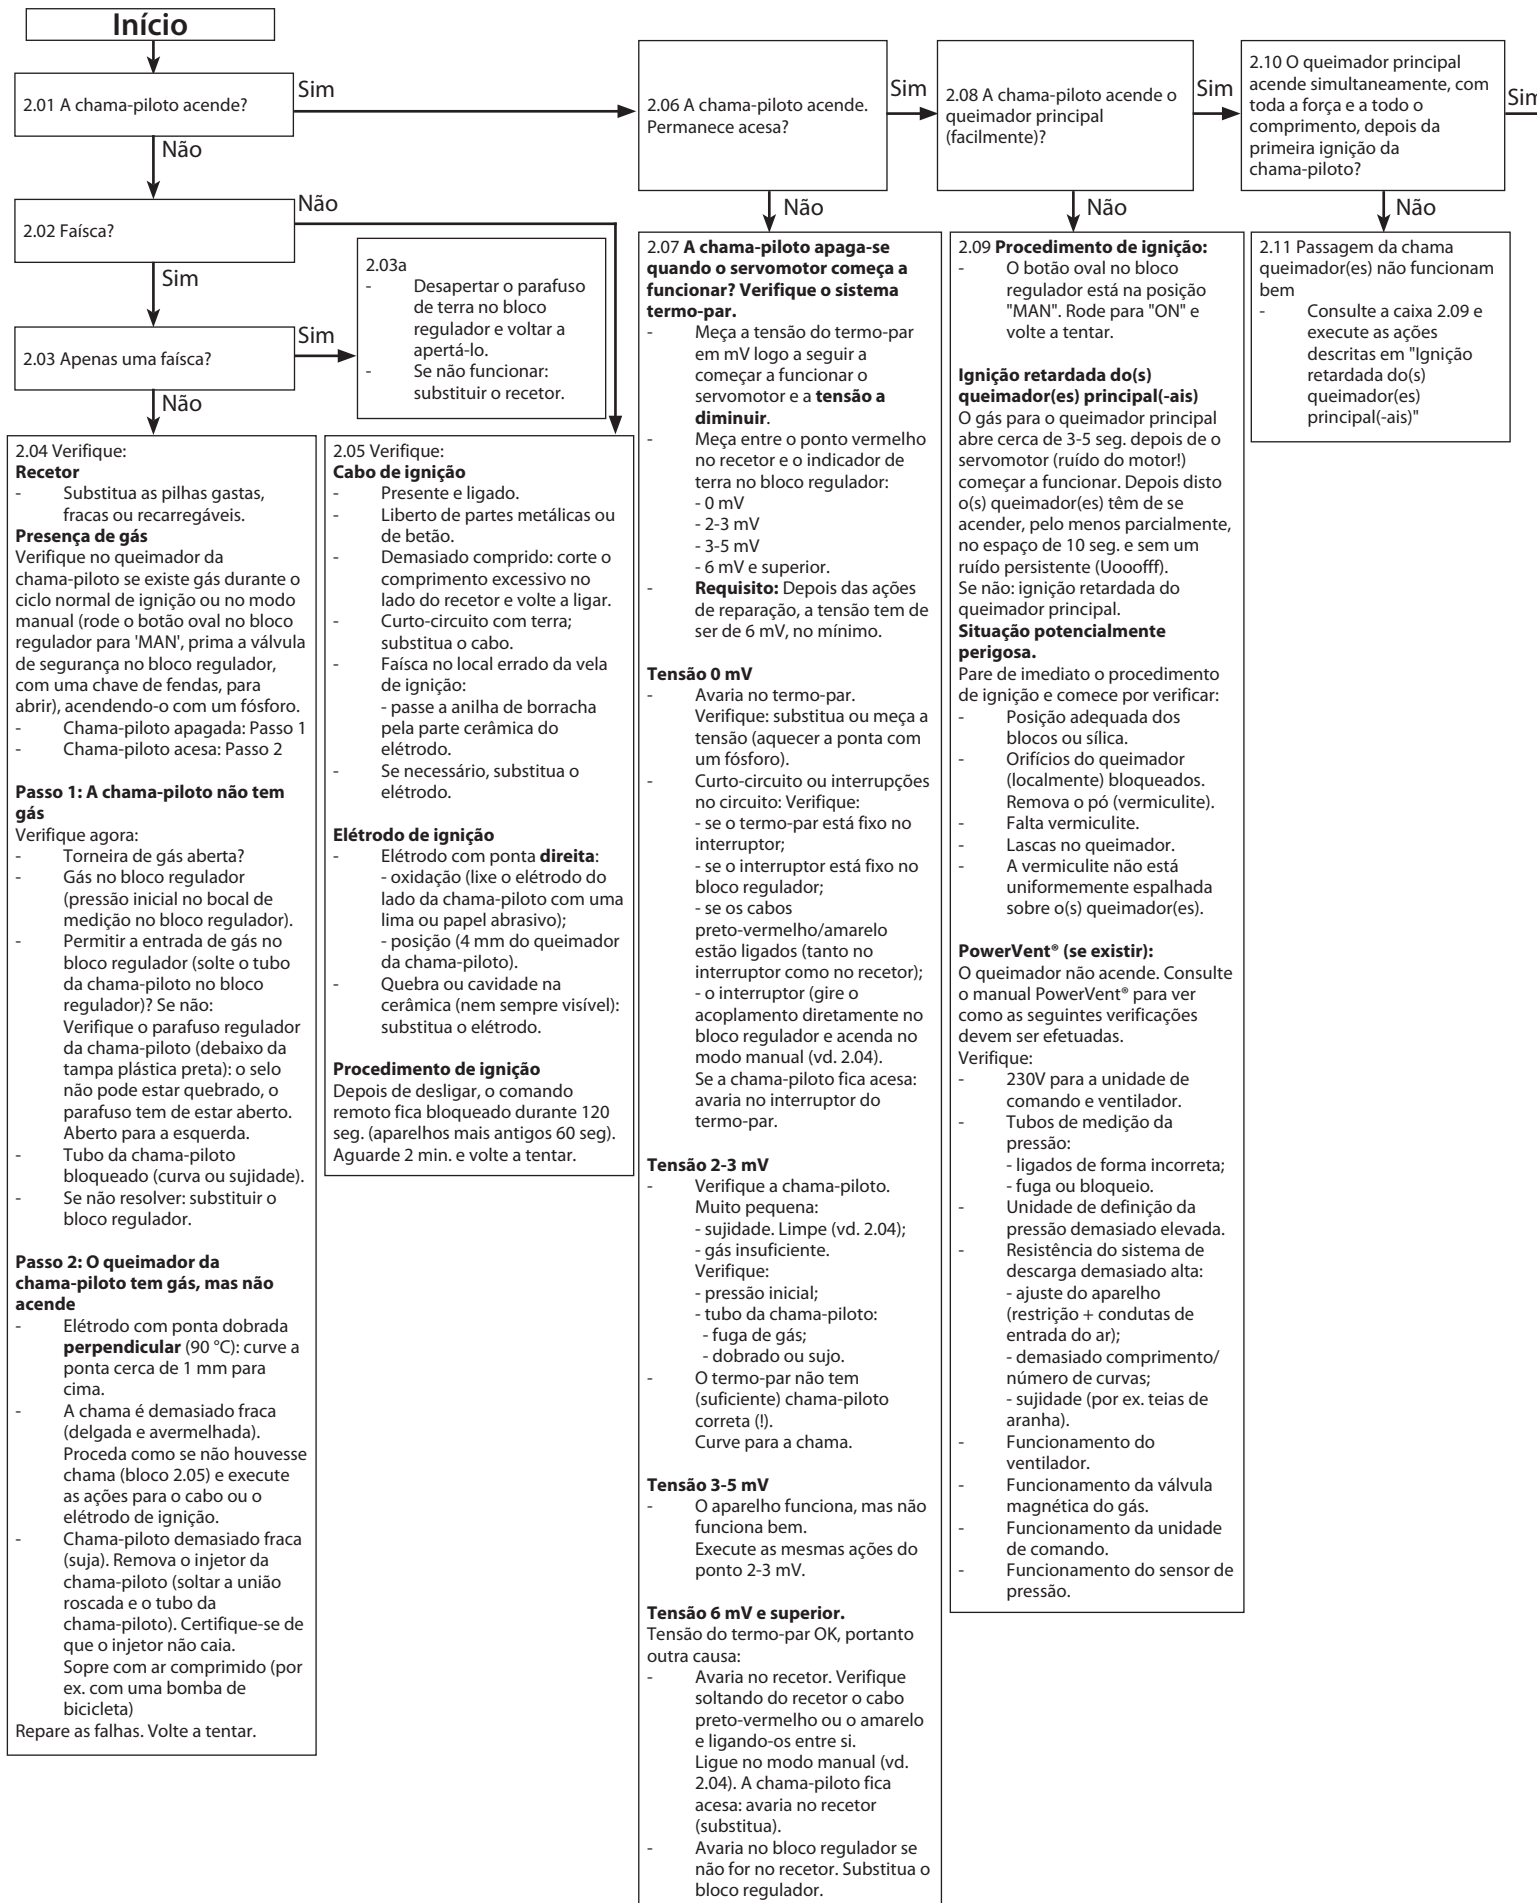 Início
2.01 A chama-piloto acende?
Sim
Não
2.02 Faísca?
Não
Sim
2.03 Apenas uma faísca?
Sim
Não
2.03a
- Desapertar o parafuso
de terra no bloco
regulador e voltar a
apertá-lo.
- Se não funcionar:
substituir o recetor.
2.04 Verifique:
Recetor
- Substitua as pilhas gastas,
fracas ou recarregáveis.
Presença de gás
Verifique no queimador da
chama-piloto se existe gás durante o
ciclo normal de ignição ou no modo
manual (rode o botão oval no bloco
regulador para 'MAN', prima a válvula
de segurança no bloco regulador,
com uma chave de fendas, para
abrir), acendendo-o com um fósforo.
- Chama-piloto apagada: Passo 1
- Chama-piloto acesa: Passo 2
Passo 1: A chama-piloto não tem
gás
Verifique agora:
- Torneira de gás aberta?
- Gás no bloco regulador
(pressão inicial no bocal de
medição no bloco regulador).
- Permitir a entrada de gás no
bloco regulador (solte o tubo
da chama-piloto no bloco
regulador)? Se não:
Verifique o parafuso regulador
da chama-piloto (debaixo da
tampa plástica preta): o selo
não pode estar quebrado, o
parafuso tem de estar aberto.
Aberto para a esquerda.
- Tubo da chama-piloto
bloqueado (curva ou sujidade).
- Se não resolver: substituir o
bloco regulador.
Passo 2: O queimador da
chama-piloto tem gás, mas não
acende
- Elétrodo com ponta dobrada
perpendicular (90 °C): curve a
ponta cerca de 1 mm para
cima.
- A chama é demasiado fraca
(delgada e avermelhada).
Proceda como se não houvesse
chama (bloco 2.05) e execute
as ações para o cabo ou o
elétrodo de ignição.
- Chama-piloto demasiado fraca
(suja). Remova o injetor da
chama-piloto (soltar a união
roscada e o tubo da
chama-piloto). Certifique-se de
que o injetor não caia.
Sopre com ar comprimido (por
ex. com uma bomba de
bicicleta)
Repare as falhas. Volte a tentar.
2.05 Verifique:
Cabo de ignição
- Presente e ligado.
- Liberto de partes metálicas ou
de betão.
- Demasiado comprido: corte o
comprimento excessivo no
lado do recetor e volte a ligar.
- Curto-circuito com terra;
substitua o cabo.
- Faísca no local errado da vela
de ignição:
- passe a anilha de borracha
pela parte cerâmica do
elétrodo.
- Se necessário, substitua o
elétrodo.
Elétrodo de ignição
- Elétrodo com ponta direita:
- oxidação (lixe o elétrodo do
lado da chama-piloto com uma
lima ou papel abrasivo);
- posição (4 mm do queimador
da chama-piloto).
- Quebra ou cavidade na
cerâmica (nem sempre visível):
substitua o elétrodo.
Procedimento de ignição
Depois de desligar, o comando
remoto fica bloqueado durante 120
seg. (aparelhos mais antigos 60 seg).
Aguarde 2 min. e volte a tentar.
2.06 A chama-piloto acende.
Permanece acesa?
Sim
Não
2.07 A chama-piloto apaga-se
quando o servomotor começa a
funcionar? Verifique o sistema
termo-par.
- Meça a tensão do termo-par
em mV logo a seguir a
começar a funcionar o
servomotor e a tensão a
diminuir.
- Meça entre o ponto vermelho
no recetor e o indicador de
terra no bloco regulador:
- 0 mV
- 2-3 mV
- 3-5 mV
- 6 mV e superior.
- Requisito: Depois das ações
de reparação, a tensão tem de
ser de 6 mV, no mínimo.
Tensão 0 mV
- Avaria no termo-par.
Verifique: substitua ou meça a
tensão (aquecer a ponta com
um fósforo).
- Curto-circuito ou interrupções
no circuito: Verifique:
- se o termo-par está fixo no
interruptor;
- se o interruptor está fixo no
bloco regulador;
- se os cabos
preto-vermelho/amarelo
estão ligados (tanto no
interruptor como no recetor);
- o interruptor (gire o
acoplamento diretamente no
bloco regulador e acenda no
modo manual (vd. 2.04).
Se a chama-piloto fica acesa:
avaria no interruptor do
termo-par.
Tensão 2-3 mV
- Verifique a chama-piloto.
Muito pequena:
- sujidade. Limpe (vd. 2.04);
- gás insuficiente.
Verifique:
- pressão inicial;
- tubo da chama-piloto:
- fuga de gás;
- dobrado ou sujo.
- O termo-par não tem
(suficiente) chama-piloto
correta (!).
Curve para a chama.
Tensão 3-5 mV
- O aparelho funciona, mas não
funciona bem.
Execute as mesmas ações do
ponto 2-3 mV.
Tensão 6 mV e superior.
Tensão do termo-par OK, portanto
outra causa:
- Avaria no recetor. Verifique
soltando do recetor o cabo
preto-vermelho ou o amarelo
e ligando-os entre si.
Ligue no modo manual (vd.
2.04). A chama-piloto fica
acesa: avaria no recetor
(substitua).
- Avaria no bloco regulador se
não for no recetor. Substitua o
bloco regulador.
2.08 A chama-piloto acende o
queimador principal
(facilmente)?
Sim
Não
2.09 Procedimento de ignição:
- O botão oval no bloco
regulador está na posição
"MAN". Rode para "ON" e
volte a tentar.
Ignição retardada do(s)
queimador(es) principal(-ais)
O gás para o queimador principal
abre cerca de 3-5 seg. depois de o
servomotor (ruído do motor!)
começar a funcionar. Depois disto
o(s) queimador(es) têm de se
acender, pelo menos parcialmente,
no espaço de 10 seg. e sem um
ruído persistente (Uooofff).
Se não: ignição retardada do
queimador principal.
Situação potencialmente
perigosa.
Pare de imediato o procedimento
de ignição e comece por verificar:
- Posição adequada dos
blocos ou sílica.
- Orifícios do queimador
(localmente) bloqueados.
Remova o pó (vermiculite).
- Falta vermiculite.
- Lascas no queimador.
- A vermiculite não está
uniformemente espalhada
sobre o(s) queimador(es).
PowerVent® (se existir):
O queimador não acende. Consulte
o manual PowerVent® para ver
como as seguintes verificações
devem ser efetuadas.
Verifique:
- 230V para a unidade de
comando e ventilador.
- Tubos de medição da
pressão:
- ligados de forma incorreta;
- fuga ou bloqueio.
- Unidade de definição da
pressão demasiado elevada.
- Resistência do sistema de
descarga demasiado alta:
- ajuste do aparelho
(restrição + condutas de
entrada do ar);
- demasiado comprimento/
número de curvas;
- sujidade (por ex. teias de
aranha).
- Funcionamento do
ventilador.
- Funcionamento da válvula
magnética do gás.
- Funcionamento da unidade
de comando.
- Funcionamento do sensor de
pressão.
2.10 O queimador principal
acende simultaneamente, com
toda a força e a todo o
comprimento, depois da
primeira ignição da
chama-piloto?
Sim
Não
2.11 Passagem da chama
queimador(es) não funcionam
bem
- Consulte a caixa 2.09 e
execute as ações
descritas em "Ignição
retardada do(s)
queimador(es)
principal(-ais)"